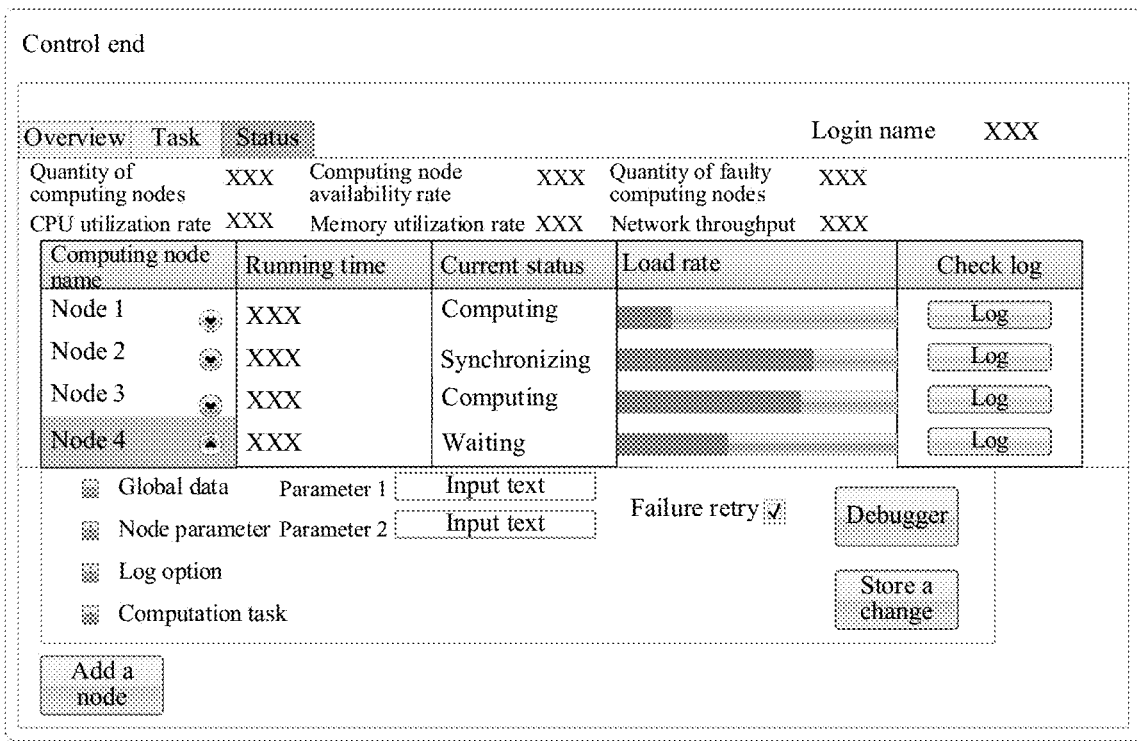 Control end
Overview Task Status Login name XXX
Quantity of computing nodes XXX Computing node availability rate XXX Quantity of faulty computing nodes XXX
CPU utilization rate XXX Memory utilization rate XXX Network throughput XXX
Computing node name Running time Current status Load rate Check log
Node 1 XXX Computing Log
Node 2 XXX Synchronizing Log
Node 3 XXX Computing Log
Node 4 XXX Waiting Log
Global data Parameter 1 Input text Failure retry Debugger
Node parameter Parameter 2 Input text
Log option
Computation task
Store a
change
Add a
node